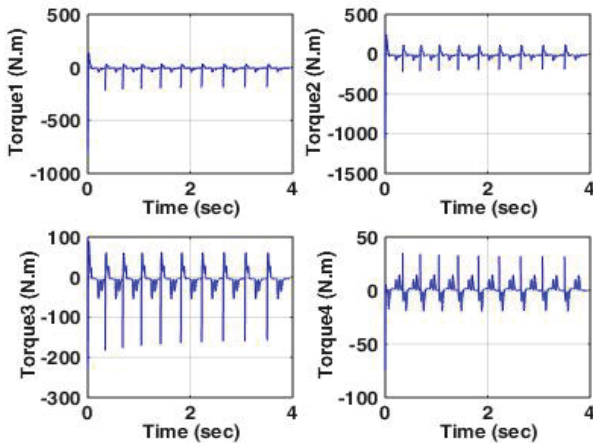 500
0
-500
-1000
Torque1 (N.m)
0 2 4
Time (sec)
500
0
-500
-1000
-1500
Torque2 (N.m)
0 2 4
Time (sec)
100
0
-100
-200
-300
Torque3 (N.m)
0 2 4
Time (sec)
50
0
-50
-100
Torque4 (N.m)
0 2 4
Time (sec)